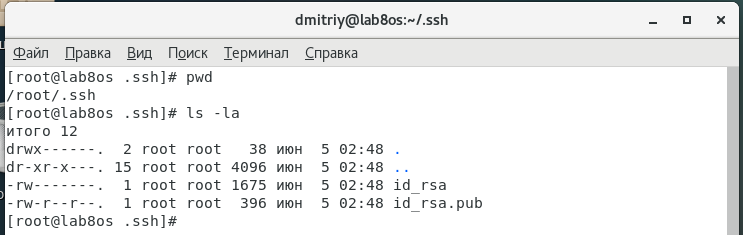 dmitriy@lab8os:~/.ssh
Файл Правка Вид Поиск Терминал Справка
[root@lab8os .ssh]# pwd
/root/.ssh
[root@lab8os .ssh]# ls -la
итого 12
drwx------.  2 root root   38 июн  5 02:48 .
dr-xr-x---. 15 root root 4096 июн  5 02:48 ..
-rw-------.  1 root root 1675 июн  5 02:48 id_rsa
-rw-r--r--.  1 root root  396 июн  5 02:48 id_rsa.pub
[root@lab8os .ssh]#